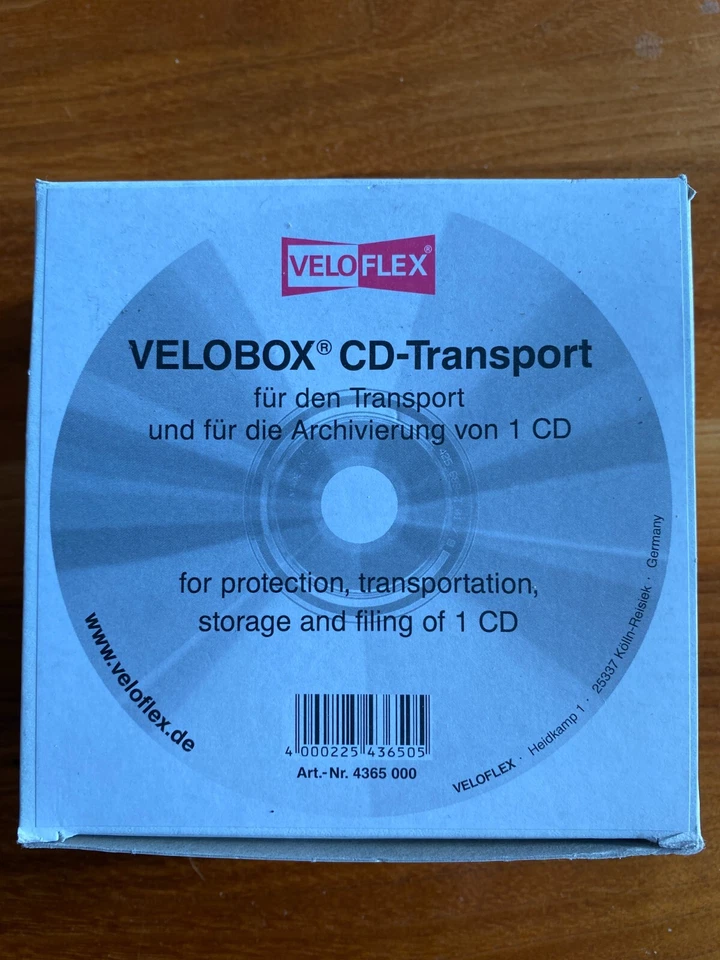 VELOFLEX®
VELOBOX® CD-Transport
für den Transport
und für die Archivierung von 1 CD
for protection, transportation,
storage and filing of 1 CD
www.veloflex.de
4 000225 436505
Art.-Nr. 4365 000
VELOFLEX · Heidkamp 1 · 25337 Kölln-Reisiek · Germany